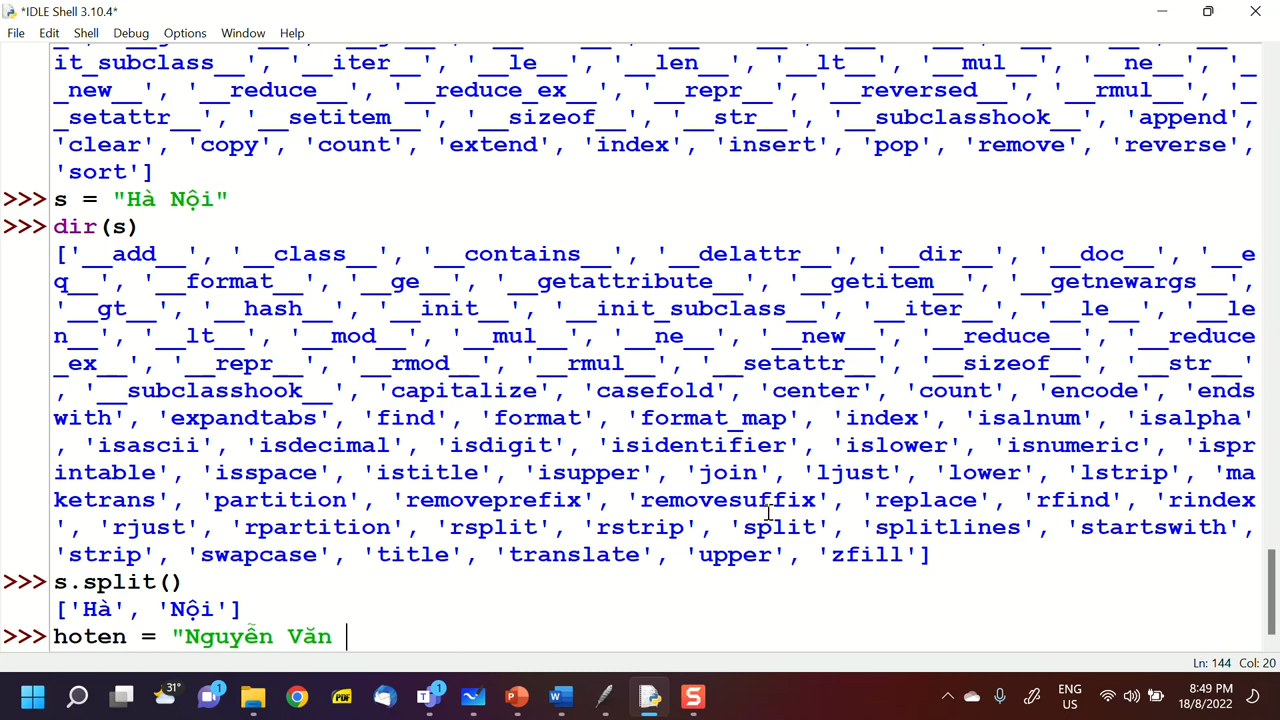 *IDLE Shell 3.10.4*
File Edit Shell Debug Options Window Help
it_subclass__', '__iter__', '__le__', '__len__', '__lt__', '__mul__', '__ne__', '_
_new__', '__reduce__', '__reduce_ex__', '__repr__', '__reversed__', '__rmul__', '_
_setattr__', '__setitem__', '__sizeof__', '__str__', '__subclasshook__', 'append',
'clear', 'copy', 'count', 'extend', 'index', 'insert', 'pop', 'remove', 'reverse',
'sort']
>>> s = "Hà Nội"
>>> dir(s)
['__add__', '__class__', '__contains__', '__delattr__', '__dir__', '__doc__', '__e
q__', '__format__', '__ge__', '__getattribute__', '__getitem__', '__getnewargs__',
'__gt__', '__hash__', '__init__', '__init_subclass__', '__iter__', '__le__', '__le
n__', '__lt__', '__mod__', '__mul__', '__ne__', '__new__', '__reduce__', '__reduce
_ex__', '__repr__', '__rmod__', '__rmul__', '__setattr__', '__sizeof__', '__str__'
, '__subclasshook__', 'capitalize', 'casefold', 'center', 'count', 'encode', 'ends
with', 'expandtabs', 'find', 'format', 'format_map', 'index', 'isalnum', 'isalpha'
, 'isascii', 'isdecimal', 'isdigit', 'isidentifier', 'islower', 'isnumeric', 'ispr
intable', 'isspace', 'istitle', 'isupper', 'join', 'ljust', 'lower', 'lstrip', 'ma
ketrans', 'partition', 'removeprefix', 'removesuffix', 'replace', 'rfind', 'rindex
', 'rjust', 'rpartition', 'rsplit', 'rstrip', 'split', 'splitlines', 'startswith',
'strip', 'swapcase', 'title', 'translate', 'upper', 'zfill']
>>> s.split()
['Hà', 'Nội']
>>> hoten = "Nguyễn Văn
Ln: 144 Col: 20
31° 1 PDF 1 ENG 8:49 PM
US 18/8/2022